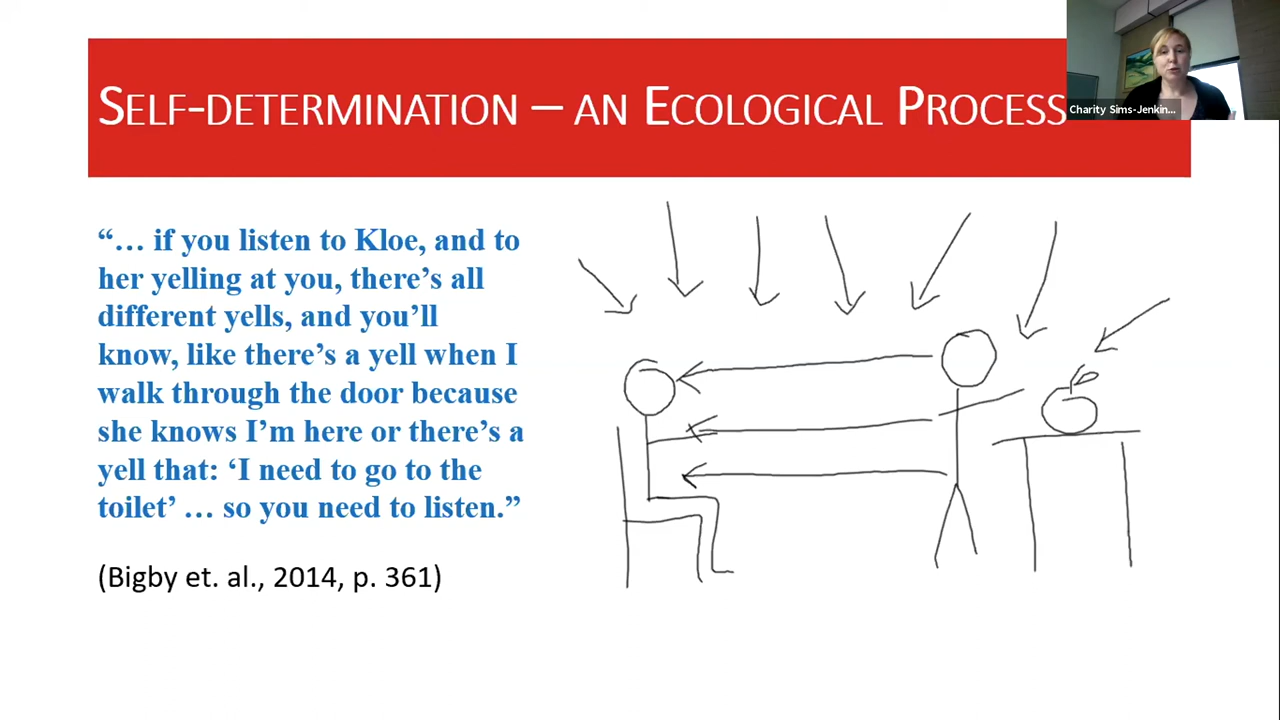 SELF-DETERMINATION – AN ECOLOGICAL PROCESS
Charity Sims-Jenkin...
“… if you listen to Kloe, and to
her yelling at you, there’s all
different yells, and you’ll
know, like there’s a yell when I
walk through the door because
she knows I’m here or there’s a
yell that: ‘I need to go to the
toilet’ … so you need to listen.”
(Bigby et. al., 2014, p. 361)